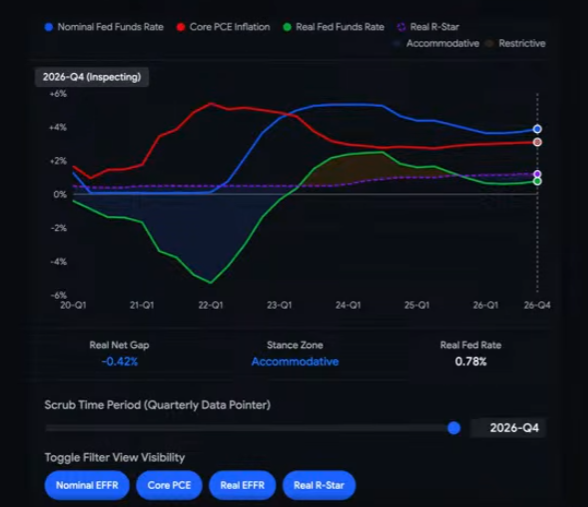 Nominal Fed Funds Rate Core PCE Inflation Real Fed Funds Rate Real R-Star
Accommodative Restrictive
2026-Q4 (Inspecting)
+6%
+4%
+2%
0%
-2%
-4%
-6%
20-Q1 21-Q1 22-Q1 23-Q1 24-Q1 25-Q1 26-Q1 26-Q4
Real Net Gap Stance Zone Real Fed Rate
-0.42% Accommodative 0.78%
Scrub Time Period (Quarterly Data Pointer)
2026-Q4
Toggle Filter View Visibility
Nominal EFFR Core PCE Real EFFR Real R-Star